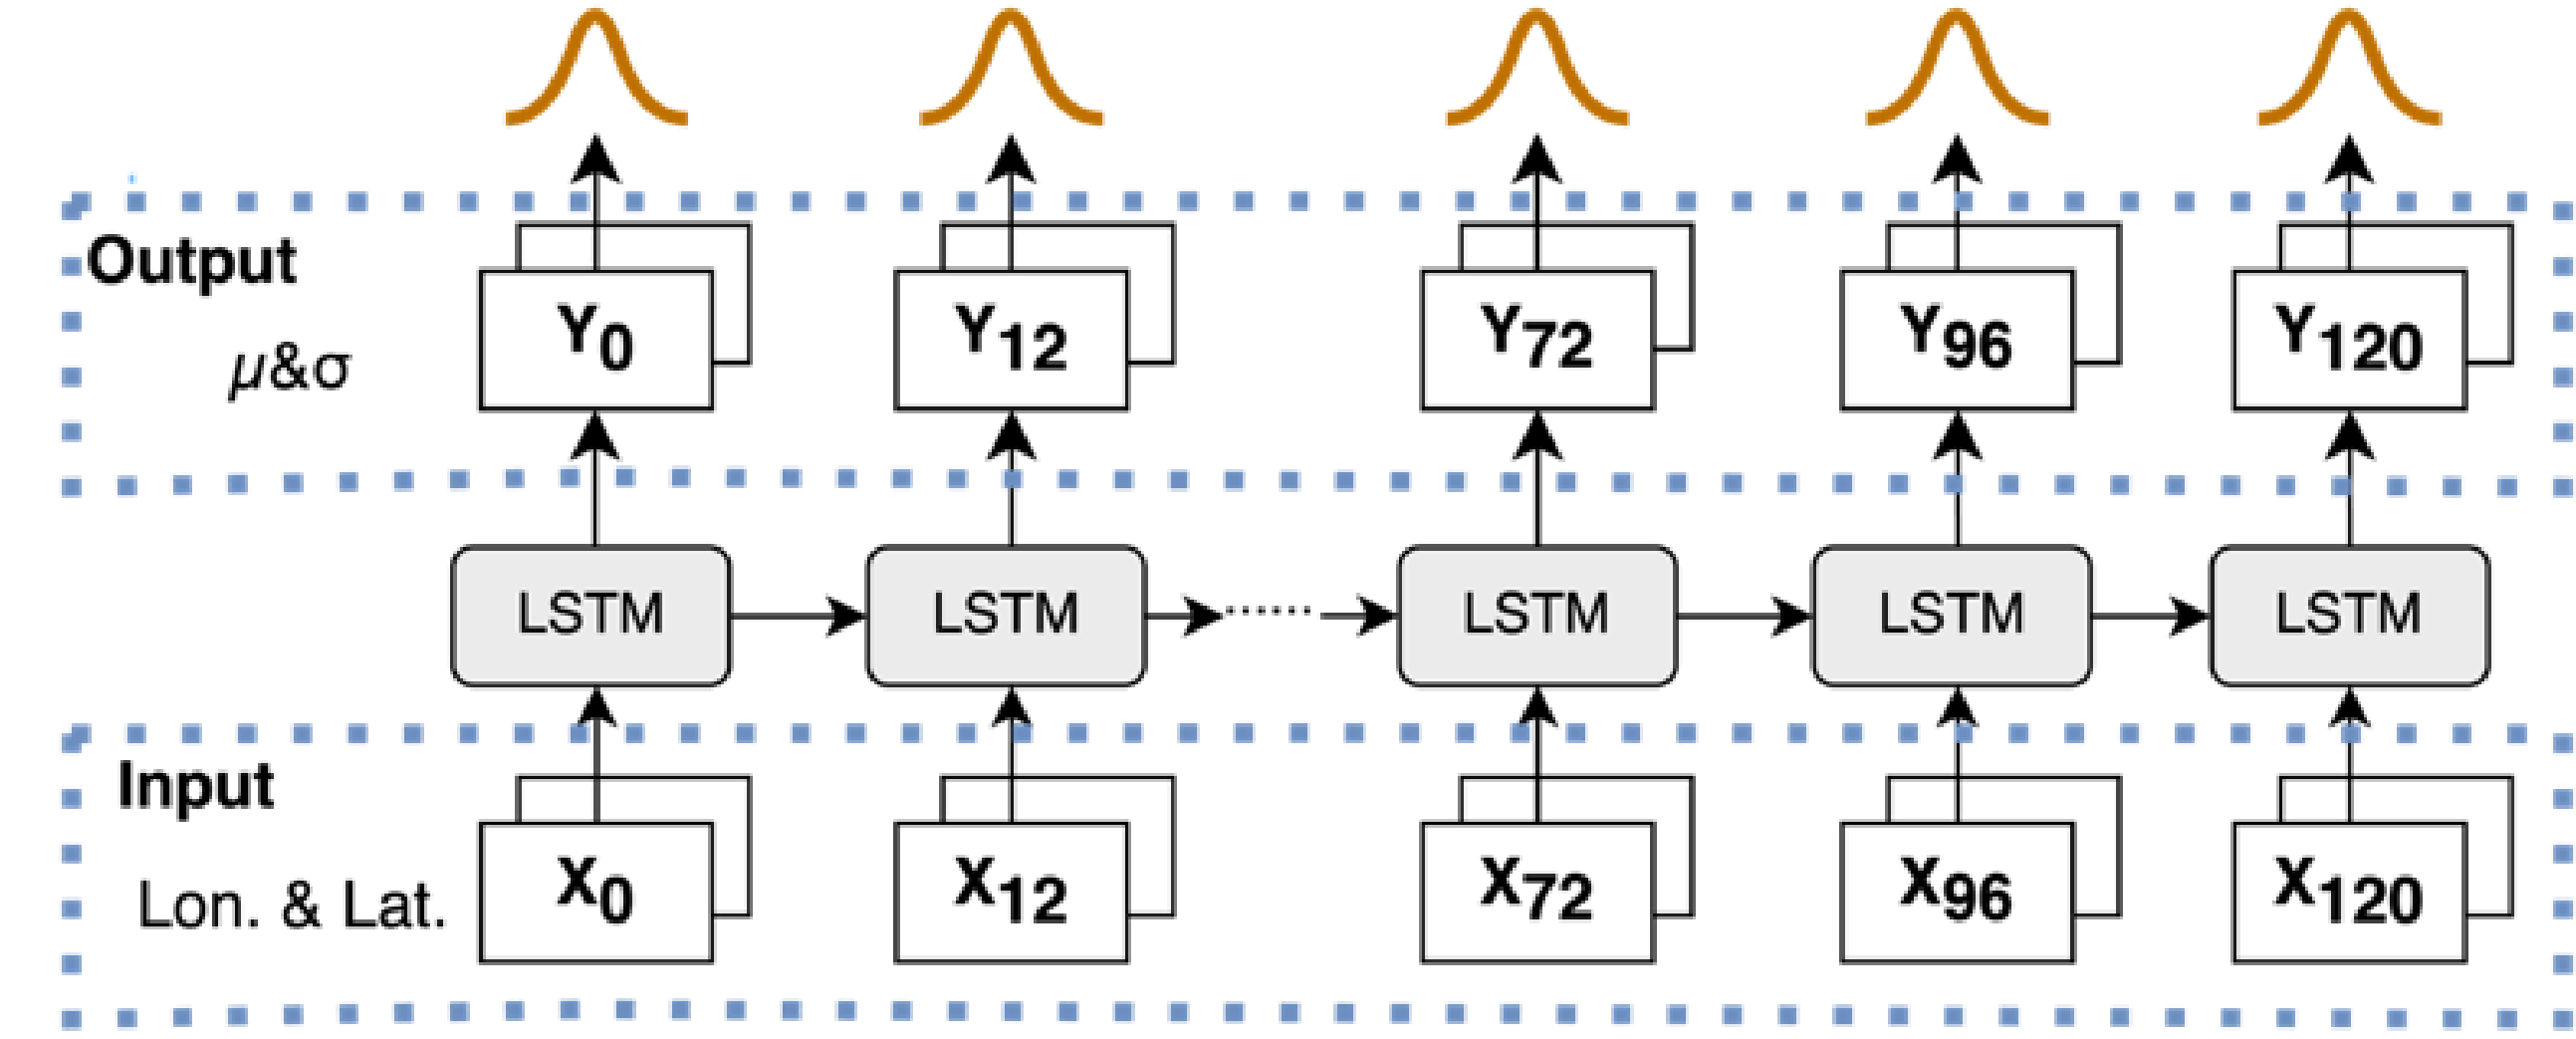 Output
μ&σ
Y0 Y12 Y72 Y96 Y120
LSTM LSTM ...... LSTM LSTM LSTM
Input
Lon. & Lat.
X0 X12 X72 X96 X120